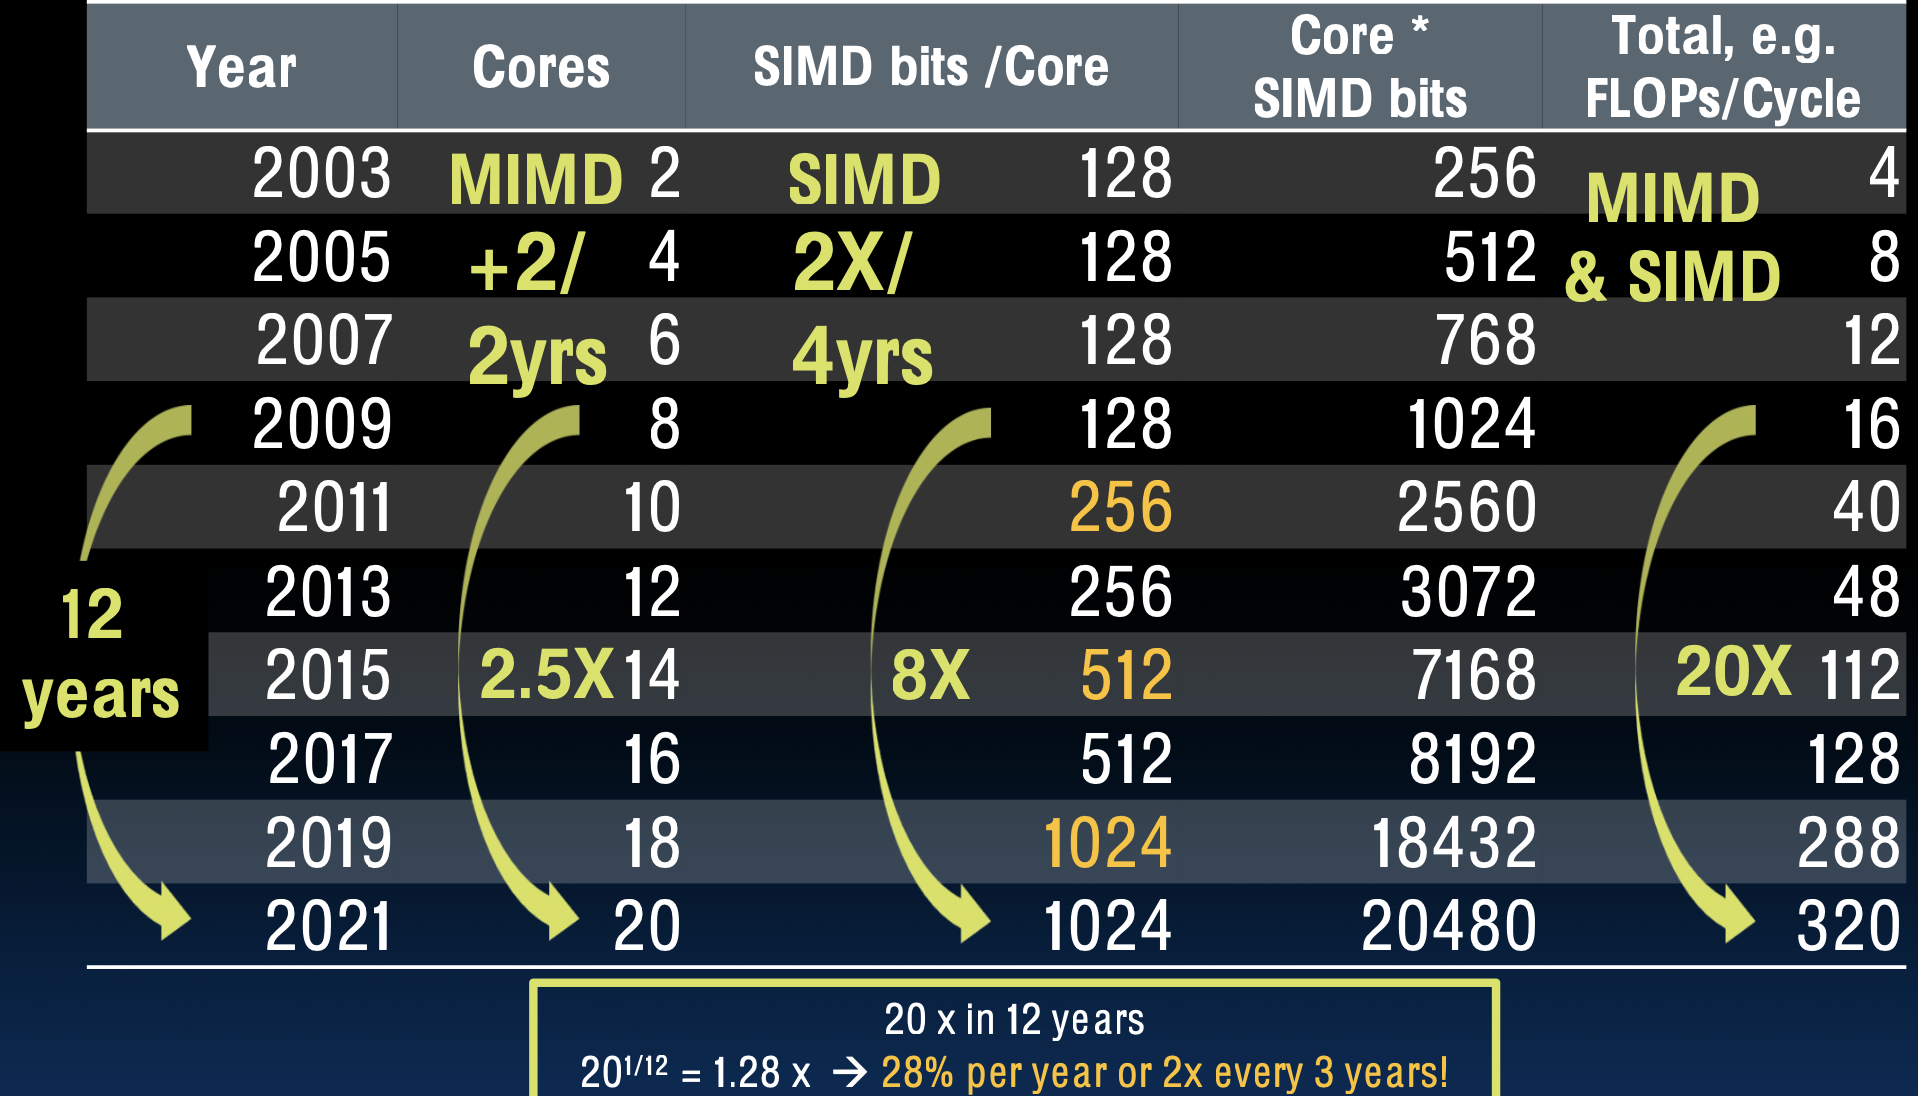 Year Cores SIMD bits /Core Core * SIMD bits Total, e.g. FLOPs/Cycle
2003 MIMD 2 SIMD 128 256 MIMD 4
2005 +2/ 4 2X/ 128 512 & SIMD 8
2007 2yrs 6 4yrs 128 768 12
2009 8 128 1024 16
2011 10 256 2560 40
2013 12 256 3072 48
12 years
2015 2.5X 14 8X 512 7168 20X 112
2017 16 512 8192 128
2019 18 1024 18432 288
2021 20 1024 20480 320
20 x in 12 years
20^1/12 = 1.28 x → 28% per year or 2x every 3 years!